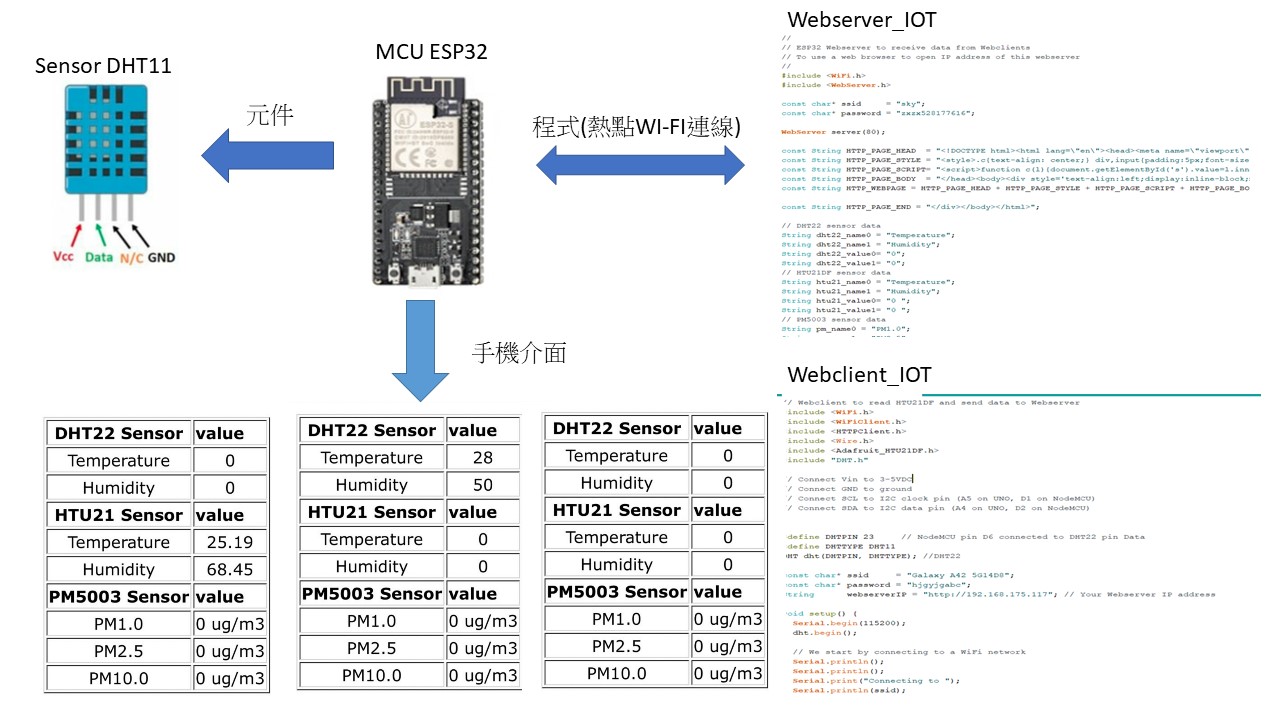 Sensor DHT11
Vcc Data N/C GND
元件
MCU ESP32
程式(熱點WI-FI連線)
手機介面
Webserver_IOT
//
// ESP32 Webserver to receive data from Webclients
// To use a web browser to open IP address of this webserver
//
#include <WiFi.h>
#include <WebServer.h>
const char* ssid = "sky";
const char* password = "zxzx528177616";
WebServer server(80);
const String HTTP_PAGE_HEAD = "<!DOCTYPE html><html lang=\"en\"><head><meta name=\"viewport\"
const String HTTP_PAGE_STYLE = "<style>.c{text-align: center;} div,input{padding:5px;font-size
const String HTTP_PAGE_SCRIPT= "<script>function c(l){document.getElementById('s').value=l.inn
const String HTTP_PAGE_BODY = "</head><body><div style='text-align:left;display:inline-block;
const String HTTP_WEBPAGE = HTTP_PAGE_HEAD + HTTP_PAGE_STYLE + HTTP_PAGE_SCRIPT + HTTP_PAGE_BO
const String HTTP_PAGE_END = "</div></body></html>";
// DHT22 sensor data
String dht22_name0 = "Temperature";
String dht22_name1 = "Humidity";
String dht22_value0= "0";
String dht22_value1= "0";
// HTU21DF sensor data
String htu21_name0 = "Temperature";
String htu21_name1 = "Humidity";
String htu21_value0= "0 ";
String htu21_value1= "0 ";
// PM5003 sensor data
String pm_name0 = "PM1.0";
Webclient_IOT
/ Webclient to read HTU21DF and send data to Webserver
include <WiFi.h>
include <WiFiClient.h>
include <HTTPClient.h>
include <Wire.h>
include <Adafruit_HTU21DF.h>
include "DHT.h"
/ Connect Vin to 3-5VDC
/ Connect GND to ground
/ Connect SCL to I2C clock pin (A5 on UNO, D1 on NodeMCU)
/ Connect SDA to I2C data pin (A4 on UNO, D2 on NodeMCU)
define DHTPIN 23 // NodeMCU pin D6 connected to DHT22 pin Data
define DHTTYPE DHT11
HT dht(DHTPIN, DHTTYPE); //DHT22
onst char* ssid = "Galaxy A42 5G14D8";
onst char* password = "hjgyjgabc";
tring webserverIP = "http://192.168.175.117"; // Your Webserver IP address
oid setup() {
Serial.begin(115200);
dht.begin();
// We start by connecting to a WiFi network
Serial.println();
Serial.println();
Serial.print("Connecting to ");
Serial.println(ssid);
DHT22 Sensor value
Temperature 0
Humidity 0
HTU21 Sensor value
Temperature 25.19
Humidity 68.45
PM5003 Sensor value
PM1.0 0 ug/m3
PM2.5 0 ug/m3
PM10.0 0 ug/m3
DHT22 Sensor value
Temperature 28
Humidity 50
HTU21 Sensor value
Temperature 0
Humidity 0
PM5003 Sensor value
PM1.0 0 ug/m3
PM2.5 0 ug/m3
PM10.0 0 ug/m3
DHT22 Sensor value
Temperature 0
Humidity 0
HTU21 Sensor value
Temperature 0
Humidity 0
PM5003 Sensor value
PM1.0 0 ug/m3
PM2.5 0 ug/m3
PM10.0 0 ug/m3